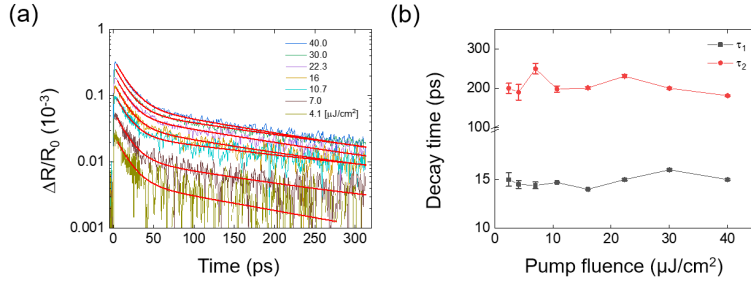 (a)
1
0.1
0.01
0.001
ΔR/R0 (10-3)
40.0
30.0
22.3
16
10.7
7.0
4.1 [μJ/cm²]
0 50 100 150 200 250 300
Time (ps)
(b)
300
200
100
15
10
Decay time (ps)
τ1
τ2
0 10 20 30 40
Pump fluence (μJ/cm²)